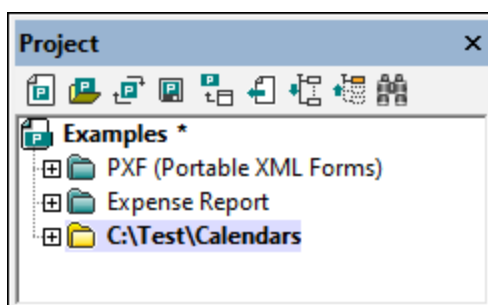 Project
Examples *
PXF (Portable XML Forms)
Expense Report
C:\Test\Calendars